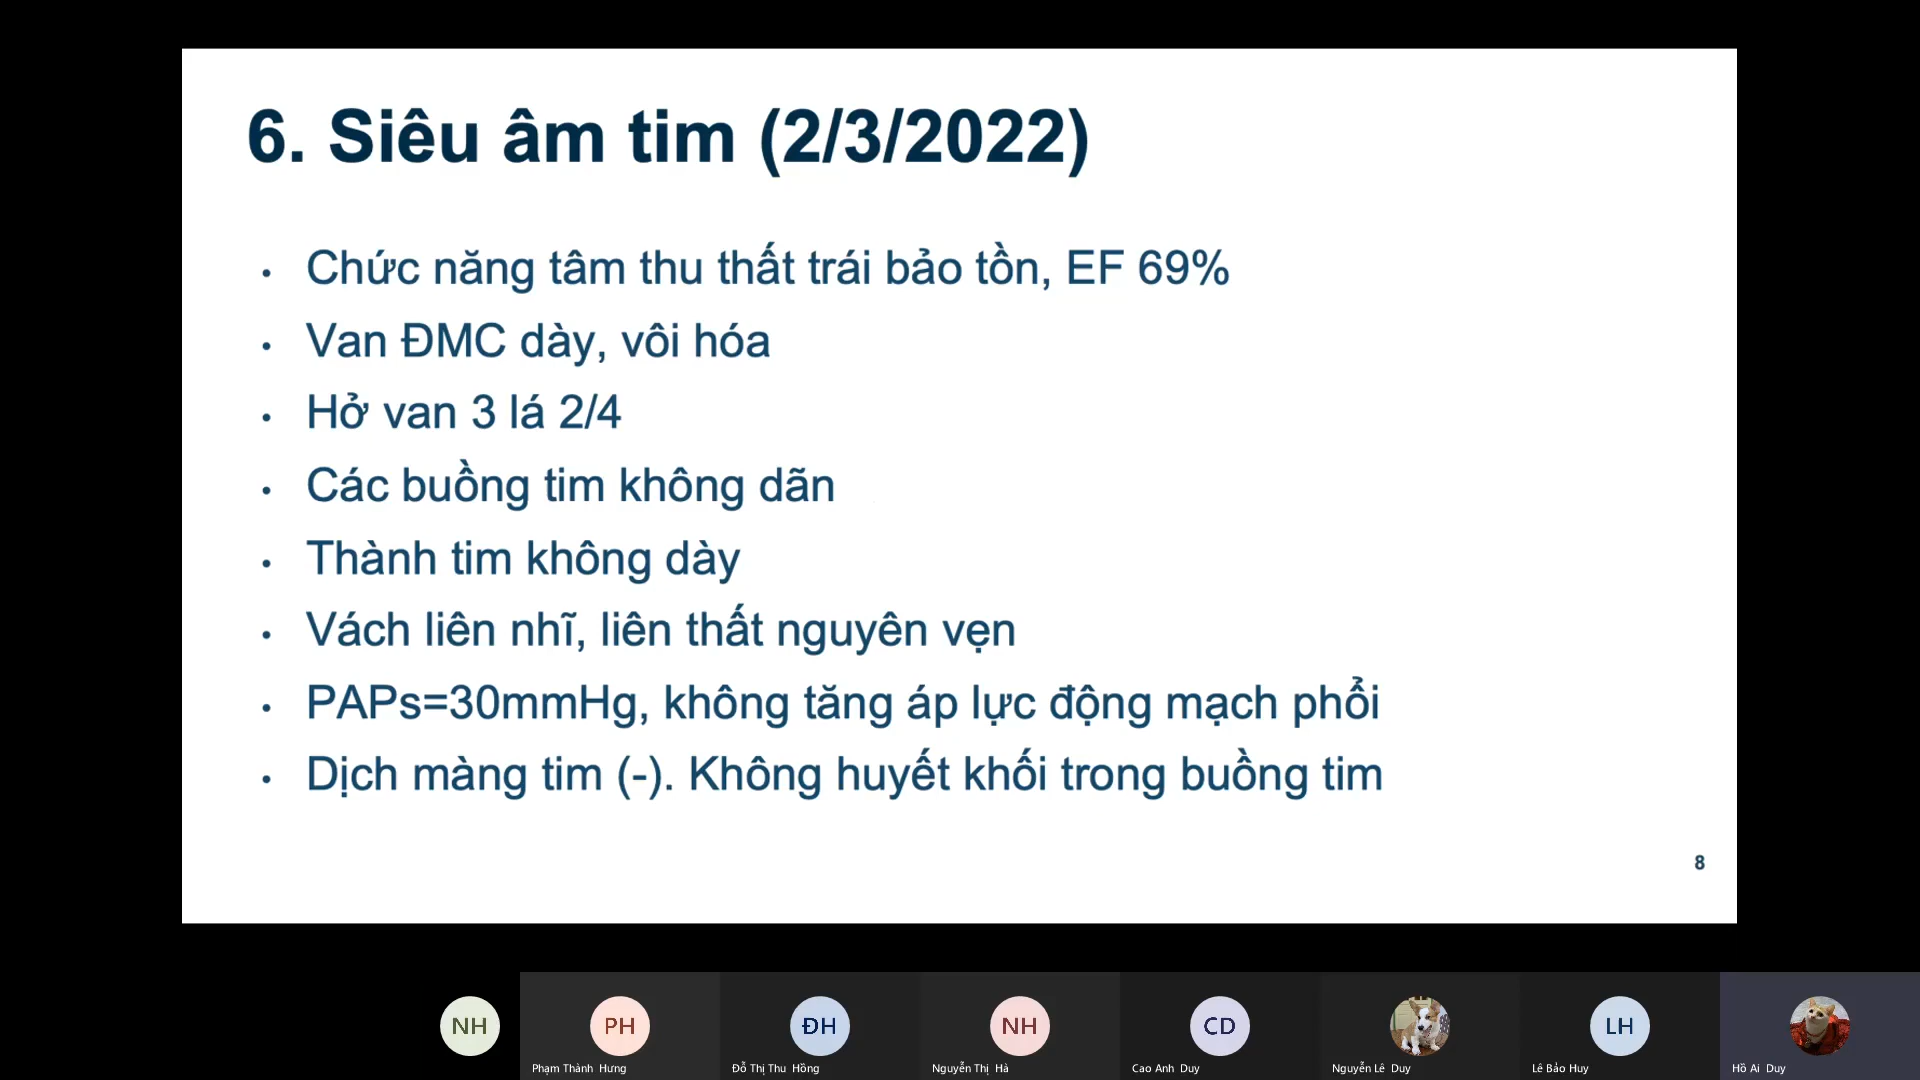 6. Siêu âm tim (2/3/2022)
• Chức năng tâm thu thất trái bảo tồn, EF 69%
• Van ĐMC dày, vôi hóa
• Hở van 3 lá 2/4
• Các buồng tim không dãn
• Thành tim không dày
• Vách liên nhĩ, liên thất nguyên vẹn
• PAPs=30mmHg, không tăng áp lực động mạch phổi
• Dịch màng tim (-). Không huyết khối trong buồng tim
8
NH
PH
ĐH
NH
CD
LH
Phạm Thành Hưng
Đỗ Thị Thu Hồng
Nguyễn Thị Hà
Cao Anh Duy
Nguyễn Lê Duy
Lê Bảo Huy
Hồ Ai Duy